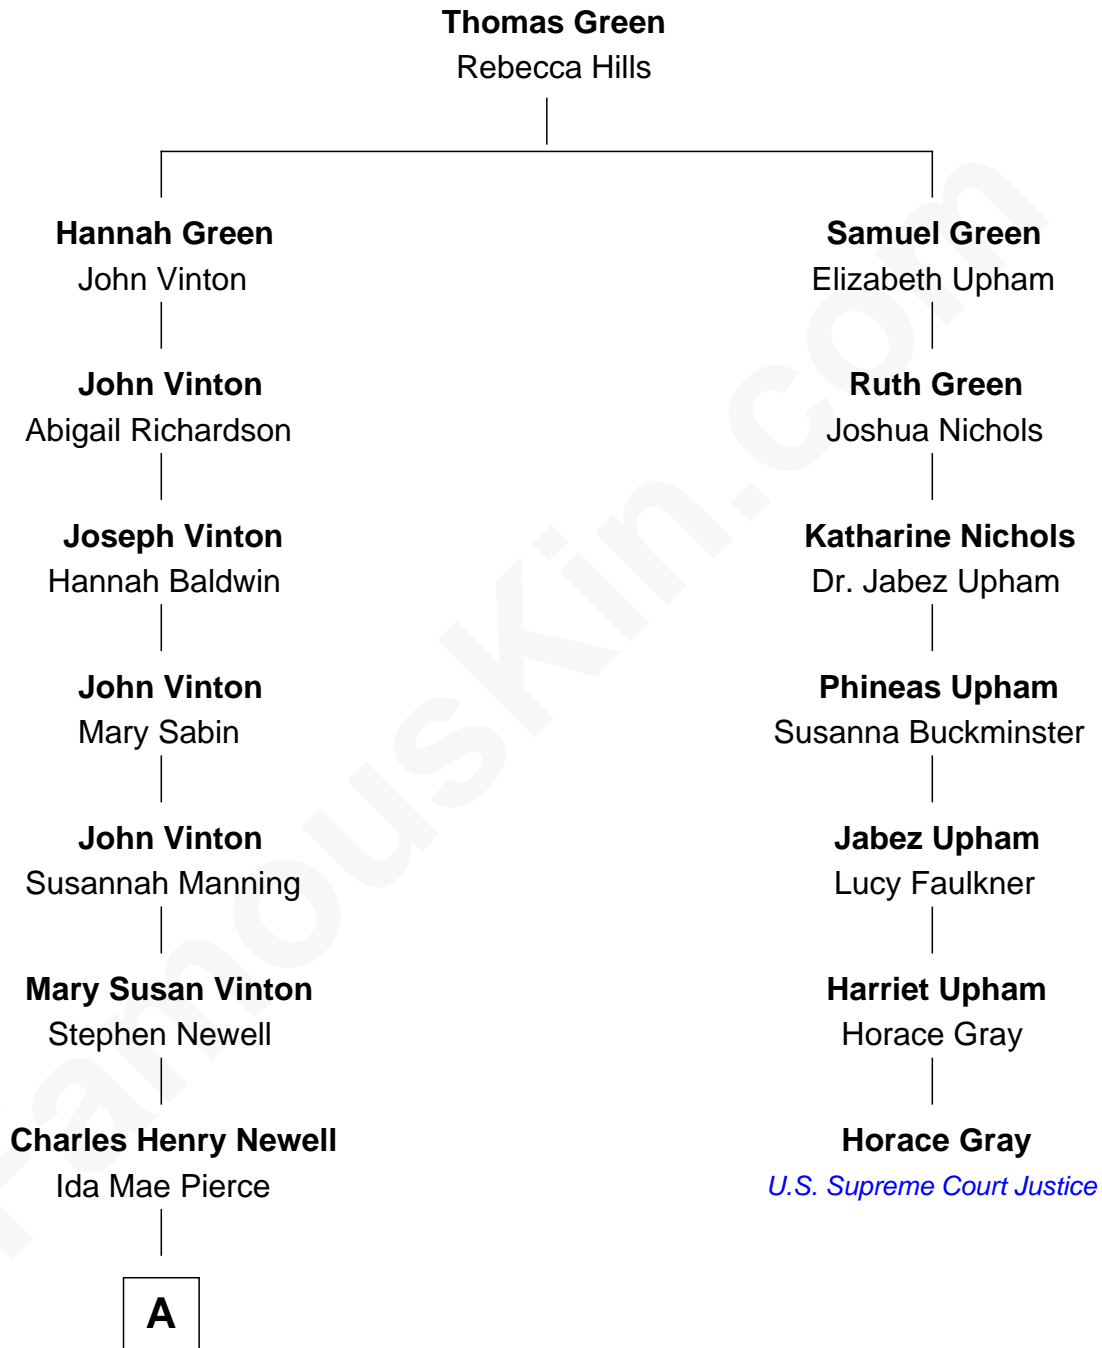 Thomas Green
Rebecca Hills
Hannah Green
John Vinton
Samuel Green
Elizabeth Upham
John Vinton
Abigail Richardson
Ruth Green
Joshua Nichols
Joseph Vinton
Hannah Baldwin
Katharine Nichols
Dr. Jabez Upham
John Vinton
Mary Sabin
Phineas Upham
Susanna Buckminster
John Vinton
Susannah Manning
Jabez Upham
Lucy Faulkner
Mary Susan Vinton
Stephen Newell
Harriet Upham
Horace Gray
Charles Henry Newell
Ida Mae Pierce
Horace Gray
U.S. Supreme Court Justice
A
FamousKin.com